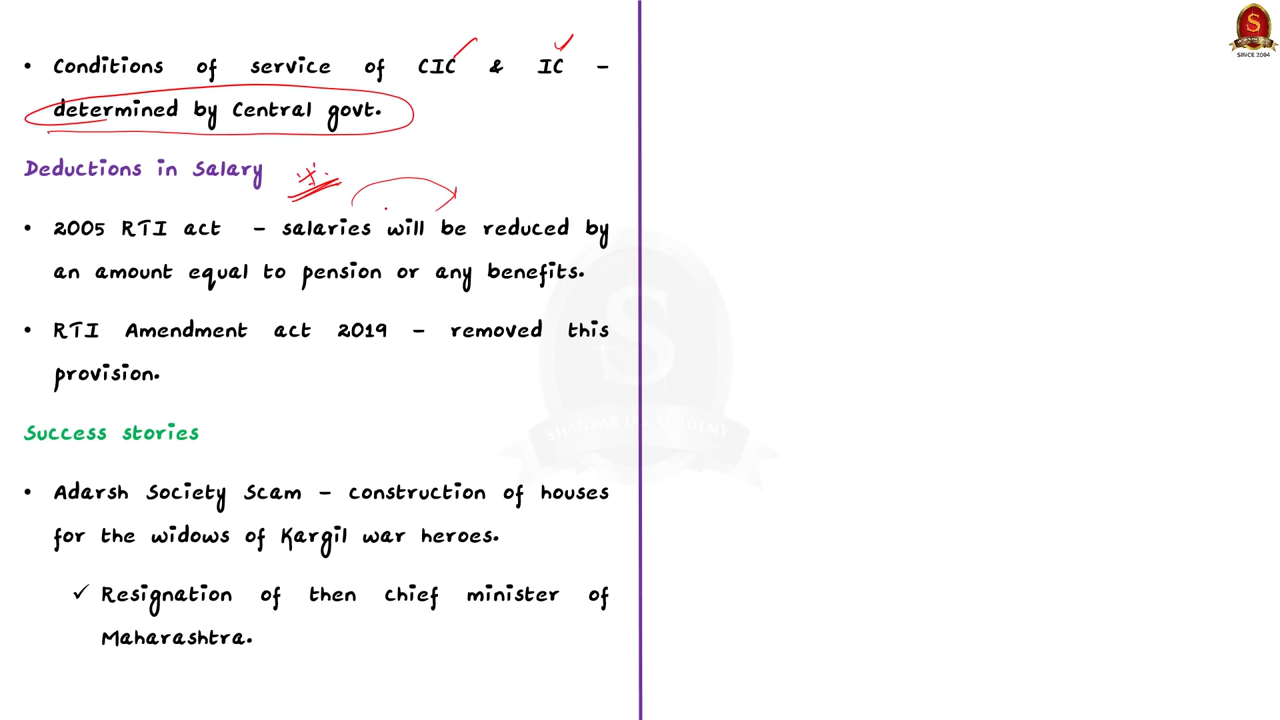 • Conditions of service of CIC & IC –
determined by Central govt.
Deductions in Salary
• 2005 RTI act – salaries will be reduced by
an amount equal to pension or any benefits.
• RTI Amendment act 2019 – removed this
provision.
Success stories
• Adarsh Society Scam – construction of houses
for the widows of Kargil war heroes.
✓ Resignation of then chief minister of
Maharashtra.
S
SHANKAR IAS ACADEMY
S
SINCE 2004